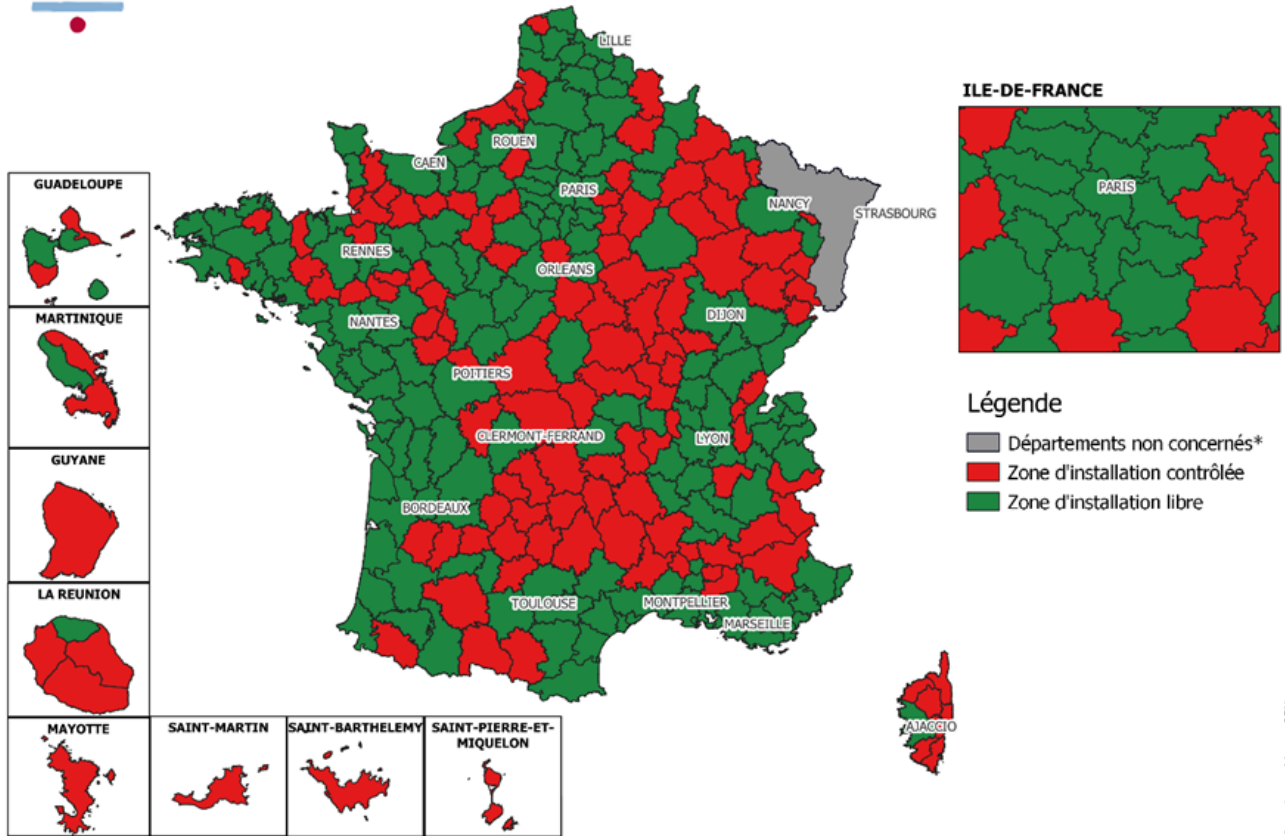 LILLE
ILE-DE-FRANCE
ROUEN
CAEN
GUADELOUPE
PARIS
PARIS
NANCY
STRASBOURG
RENNES
ORLEANS
MARTINIQUE
NANTES
DIJON
POITIERS
Légende
CLERMONT-FERRAND
LYON
Départements non concernés*
GUYANE
Zone d'installation contrôlée
BORDEAUX
Zone d'installation libre
LA REUNION
TOULOUSE
MONTPELLIER
MARSEILLE
MAYOTTE
SAINT-MARTIN
SAINT-BARTHELEMY
SAINT-PIERRE-ET-
MIQUELON
AJACCIO